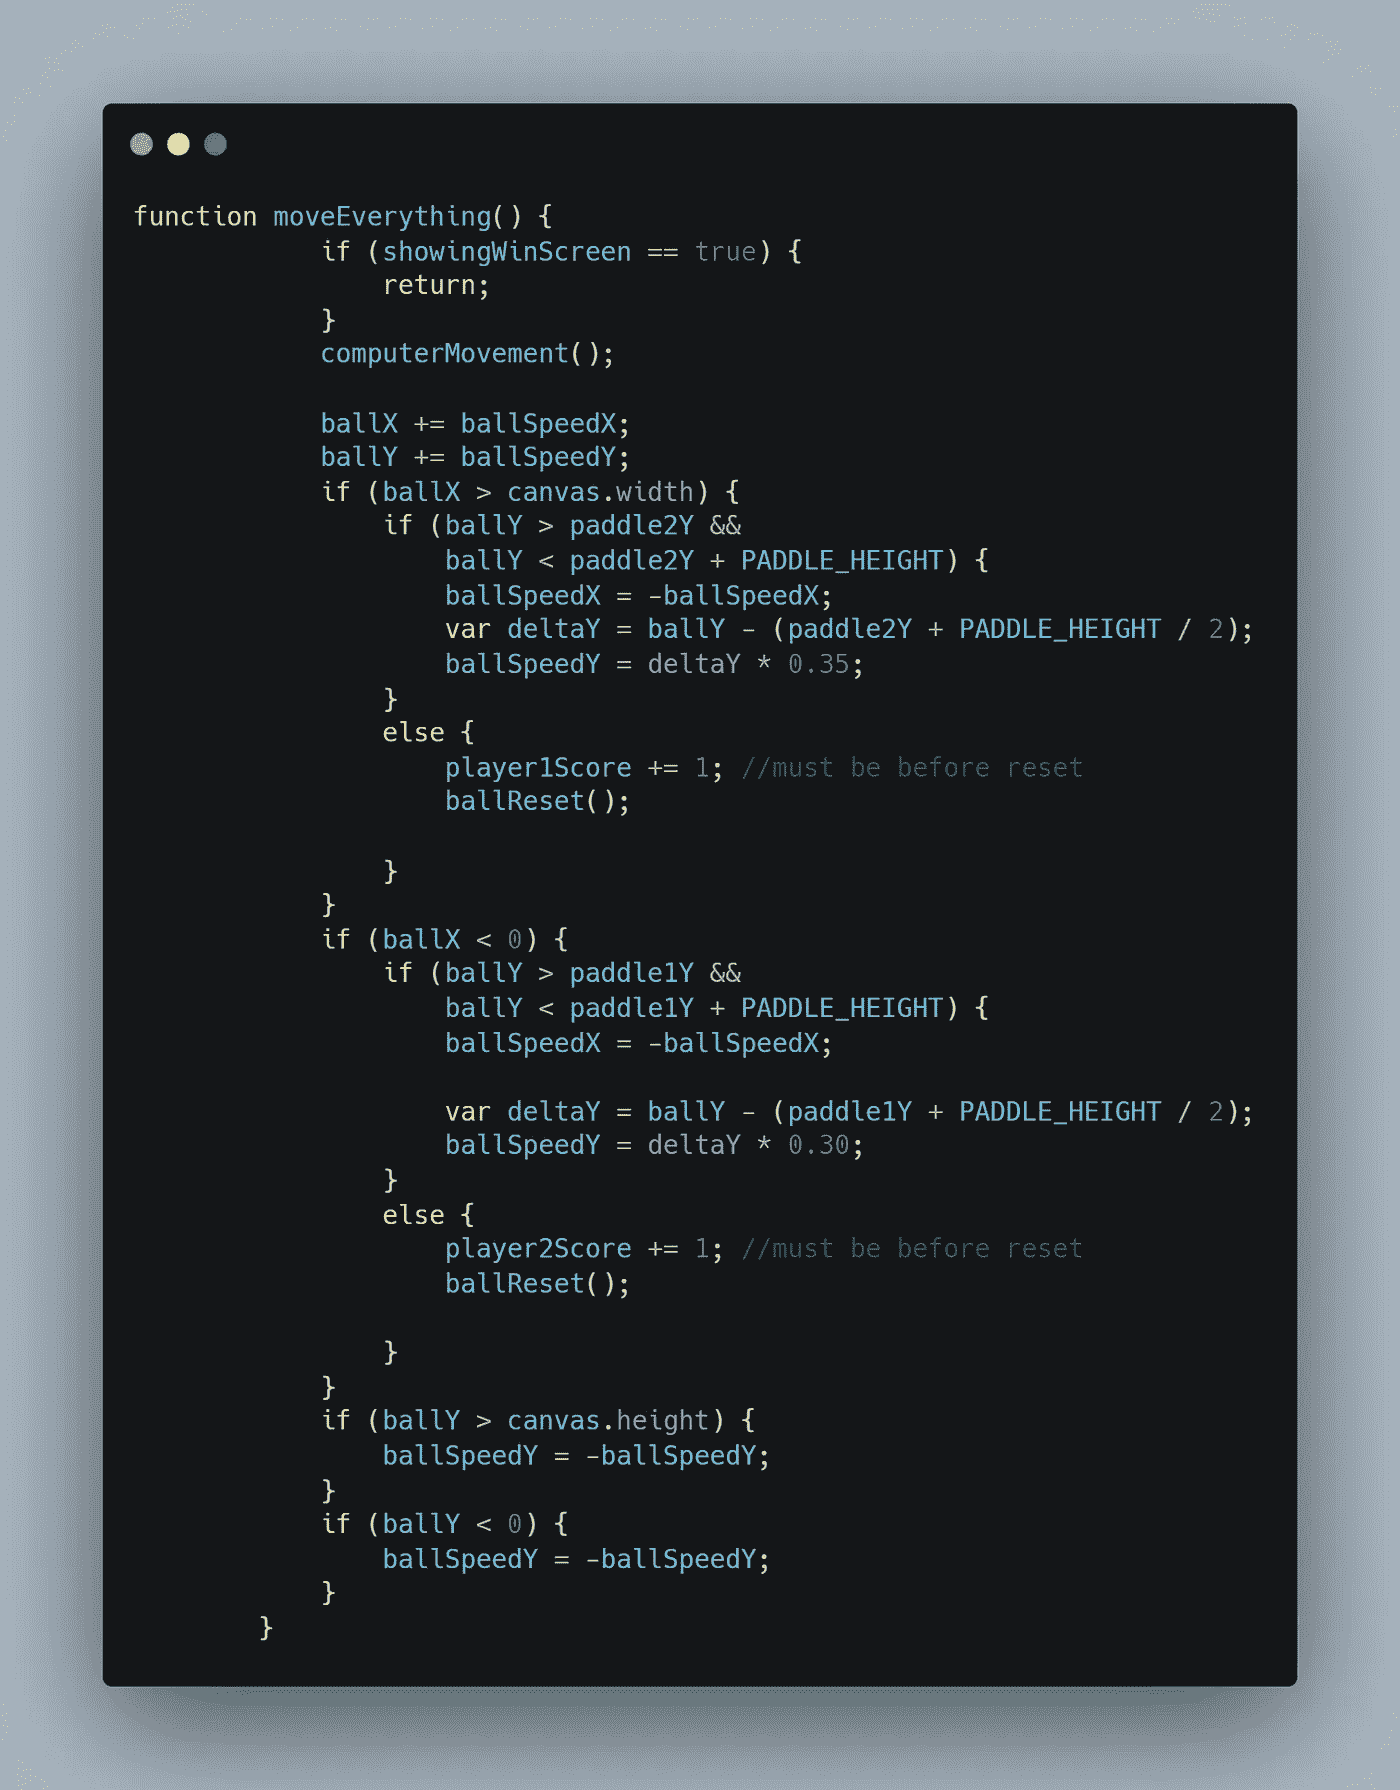 function moveEverything() {
            if (showingWinScreen == true) {
                return;
            }
            computerMovement();

            ballX += ballSpeedX;
            ballY += ballSpeedY;
            if (ballX > canvas.width) {
                if (ballY > paddle2Y &&
                    ballY < paddle2Y + PADDLE_HEIGHT) {
                    ballSpeedX = -ballSpeedX;
                    var deltaY = ballY - (paddle2Y + PADDLE_HEIGHT / 2);
                    ballSpeedY = deltaY * 0.35;
                }
                else {
                    player1Score += 1; //must be before reset
                    ballReset();

                }
            }
            if (ballX < 0) {
                if (ballY > paddle1Y &&
                    ballY < paddle1Y + PADDLE_HEIGHT) {
                    ballSpeedX = -ballSpeedX;

                    var deltaY = ballY - (paddle1Y + PADDLE_HEIGHT / 2);
                    ballSpeedY = deltaY * 0.30;
                }
                else {
                    player2Score += 1; //must be before reset
                    ballReset();

                }
            }
            if (ballY > canvas.height) {
                ballSpeedY = -ballSpeedY;
            }
            if (ballY < 0) {
                ballSpeedY = -ballSpeedY;
            }
        }